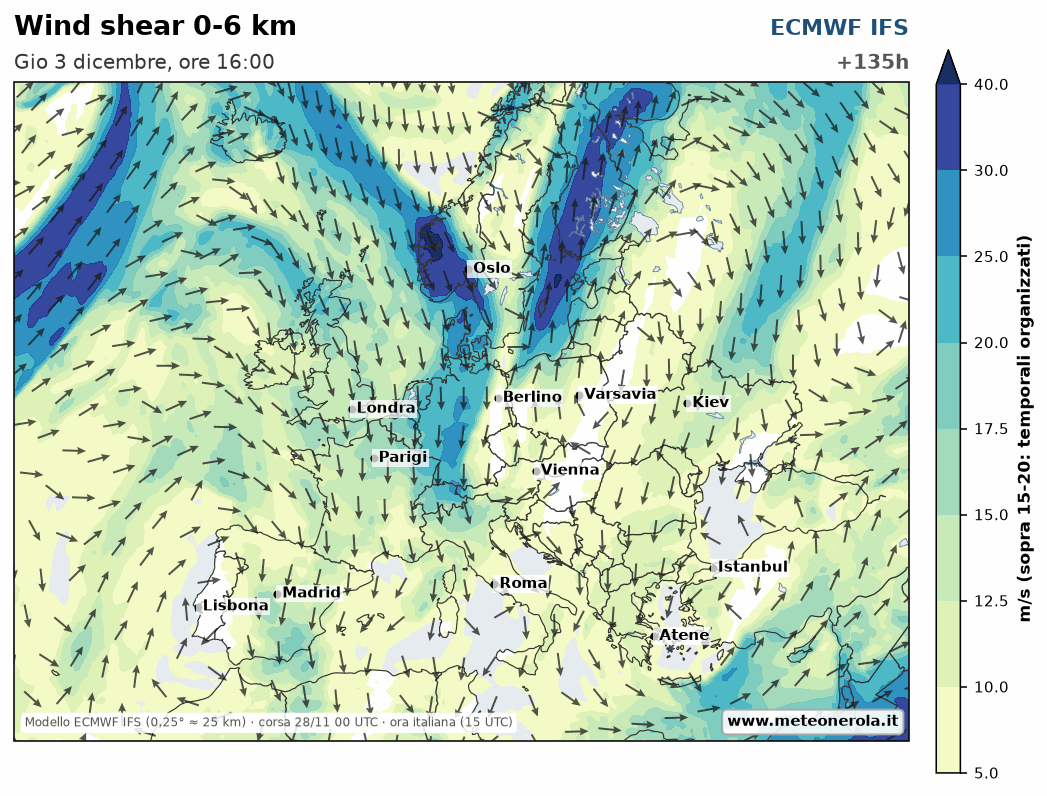 Wind shear 0-6 km
ECMWF IFS
Gio 3 dicembre, ore 16:00
+135h
40.0
30.0
25.0
20.0
17.5
15.0
12.5
10.0
5.0
m/s (sopra 15-20: temporali organizzati)
Oslo
Berlino
Varsavia
Kiev
Londra
Parigi
Vienna
Istanbul
Roma
Madrid
Lisbona
Atene
Modello ECMWF IFS (0,25° ≈ 25 km) · corsa 28/11 00 UTC · ora italiana (15 UTC)
www.meteonerola.it